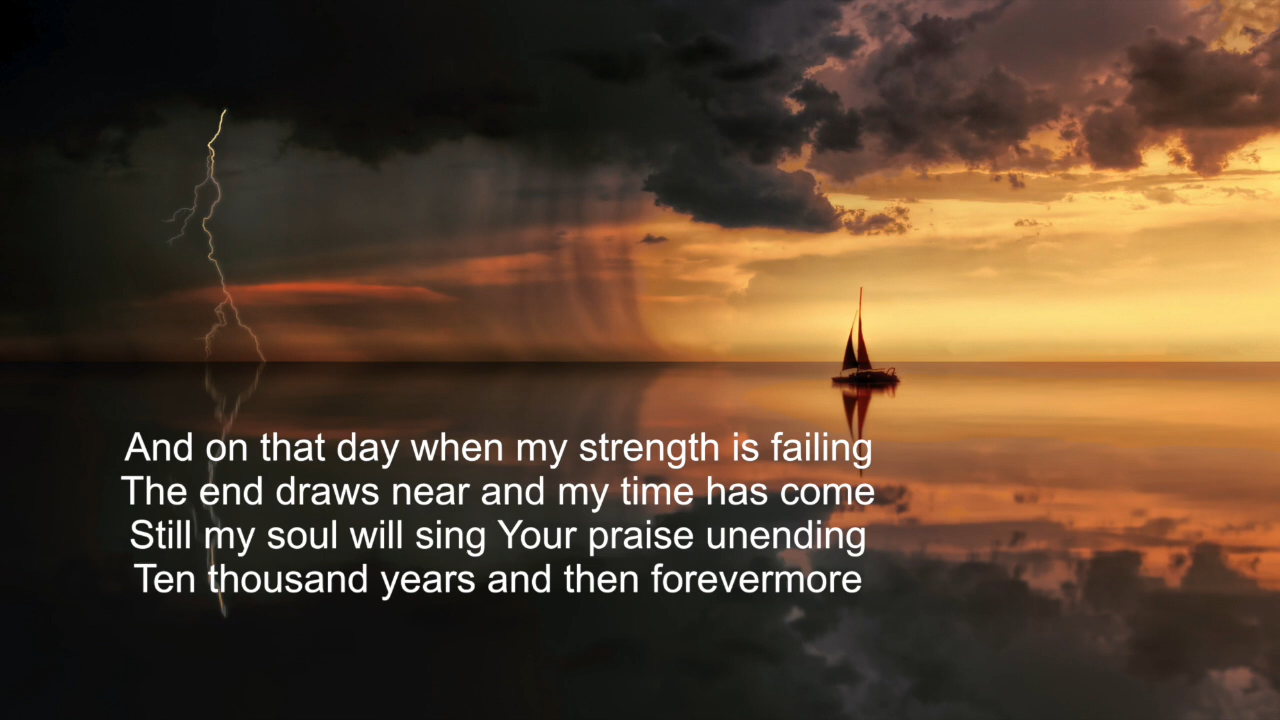 And on that day when my strength is failing
The end draws near and my time has come
Still my soul will sing Your praise unending
Ten thousand years and then forevermore